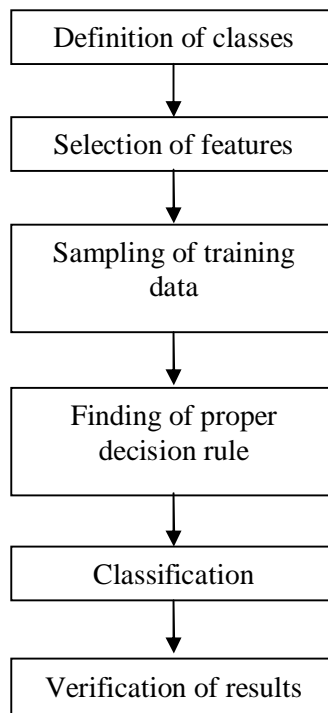 Definition of classes
Selection of features
Sampling of training
data
Finding of proper
decision rule
Classification
Verification of results